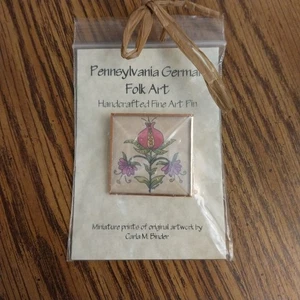 Pennsylvania German
Folk Art
Handcrafted Fine Art Pin
Miniature prints of original artwork by
Carla M. Binder